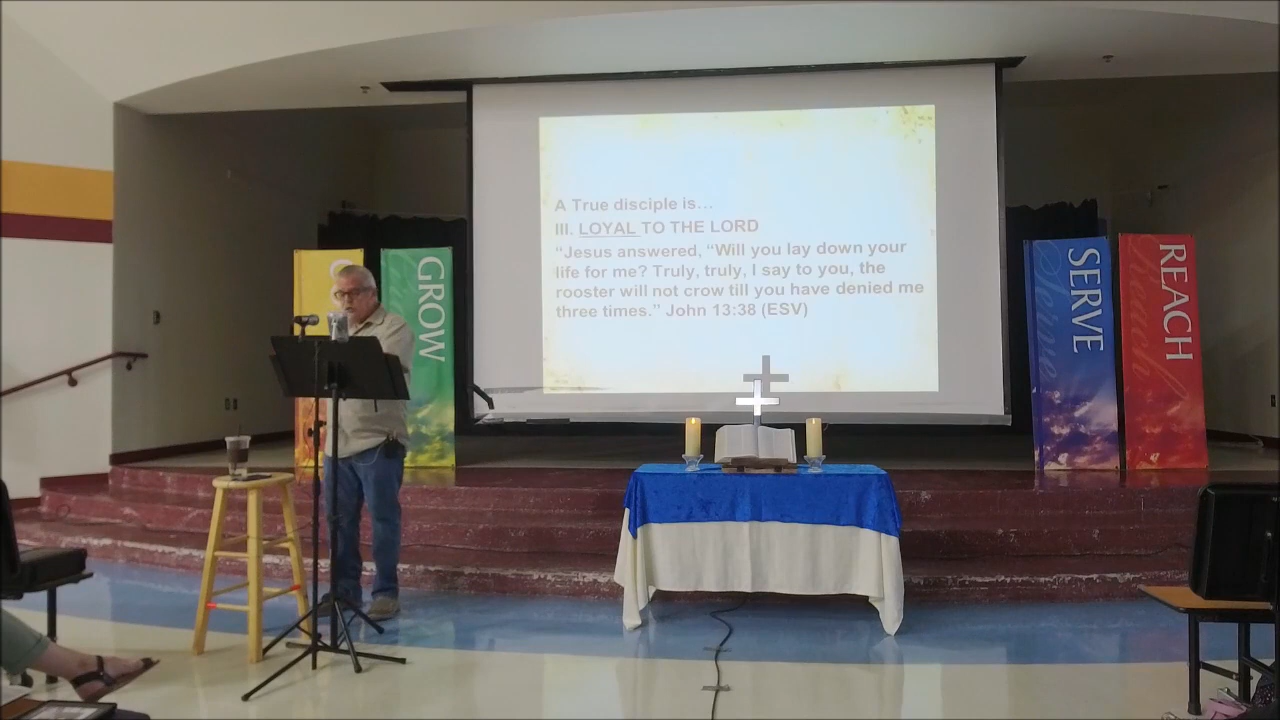 A True disciple is...
III. LOYAL TO THE LORD
"Jesus answered, "Will you lay down your
life for me? Truly, truly, I say to you, the
rooster will not crow till you have denied me
three times." John 13:38 (ESV)
GROW
SERVE
REACH